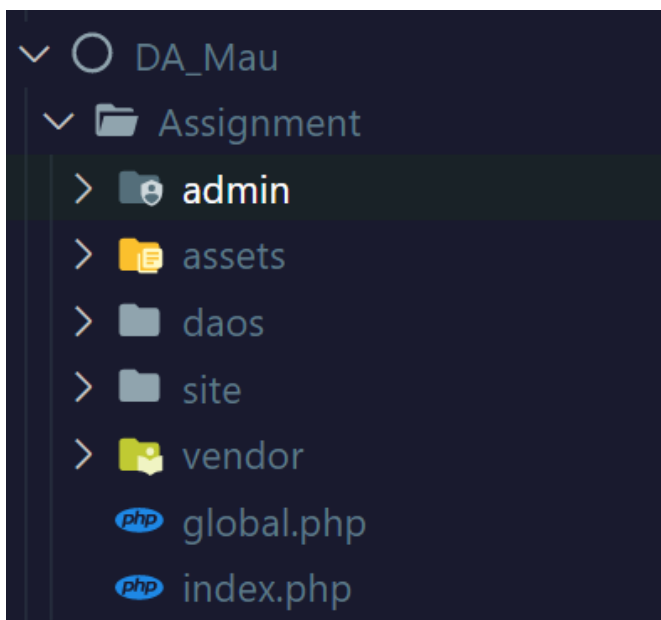 DA_Mau
Assignment
admin
assets
daos
site
vendor
php global.php
php index.php